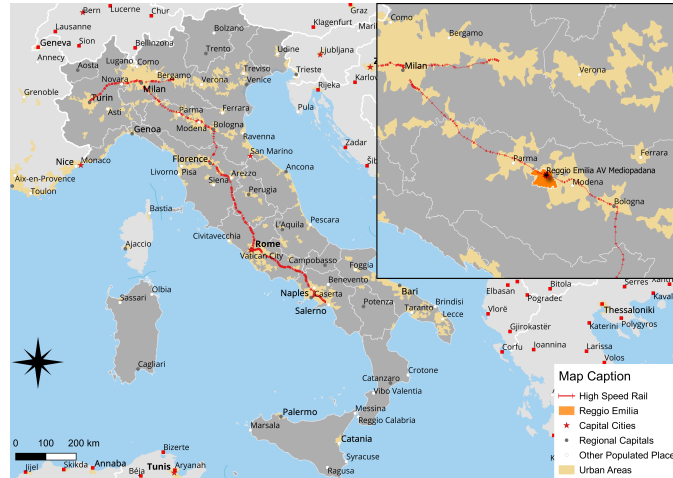 Bern
Lucerne
Chur
Lausanne
Geneva
Sion
Bellinzona
Annecy
Bolzano
Klagenfurt
Graz
Mari
Trento
Udine
Ljubljana
Aosta
Lugano
Como
Bergamo
Verona
Treviso
Venice
Trieste
Novara
Milan
Rijeka
Karlov
Grenoble
Turin
Asti
Parma
Ferrara
Pula
Genoa
Modena
Bologna
Ravenna
Zadar
Nice
Monaco
Florence
San Marino
Aix-en-Provence
Livorno
Pisa
Arezzo
Siena
Ancona
Toulon
Perugia
Bastia
Pescara
L'Aquila
Civitavecchia
Rome
Ajaccio
Vatican City
Campobasso
Foggia
Benevento
Olbia
Sassari
Naples
Caserta
Bari
Brindisi
Potenza
Taranto
Lecce
Salerno
Cagliari
Catanzaro
Crotone
Vibo Valentia
Messina
Reggio Calabria
Palermo
Marsala
Catania
Syracuse
Ragusa
Bizerte
Jijel
Skikda
Annaba
Béja
Tunis
Aryanah
Elbasan
Bitola
Serres
Xant
Pogradec
Kaval
Vlorë
Thessaloniki
Gjirokastër
Katerini
Polygyros
Corfu
Ioannina
Larissa
Volos
Como
Bergamo
Milan
Verona
Parma
Ferrara
Reggio Emilia AV Mediopadana
Modena
Bologna
0 100 200 km
Map Caption
High Speed Rail
Reggio Emilia
Capital Cities
Regional Capitals
Other Populated Place
Urban Areas